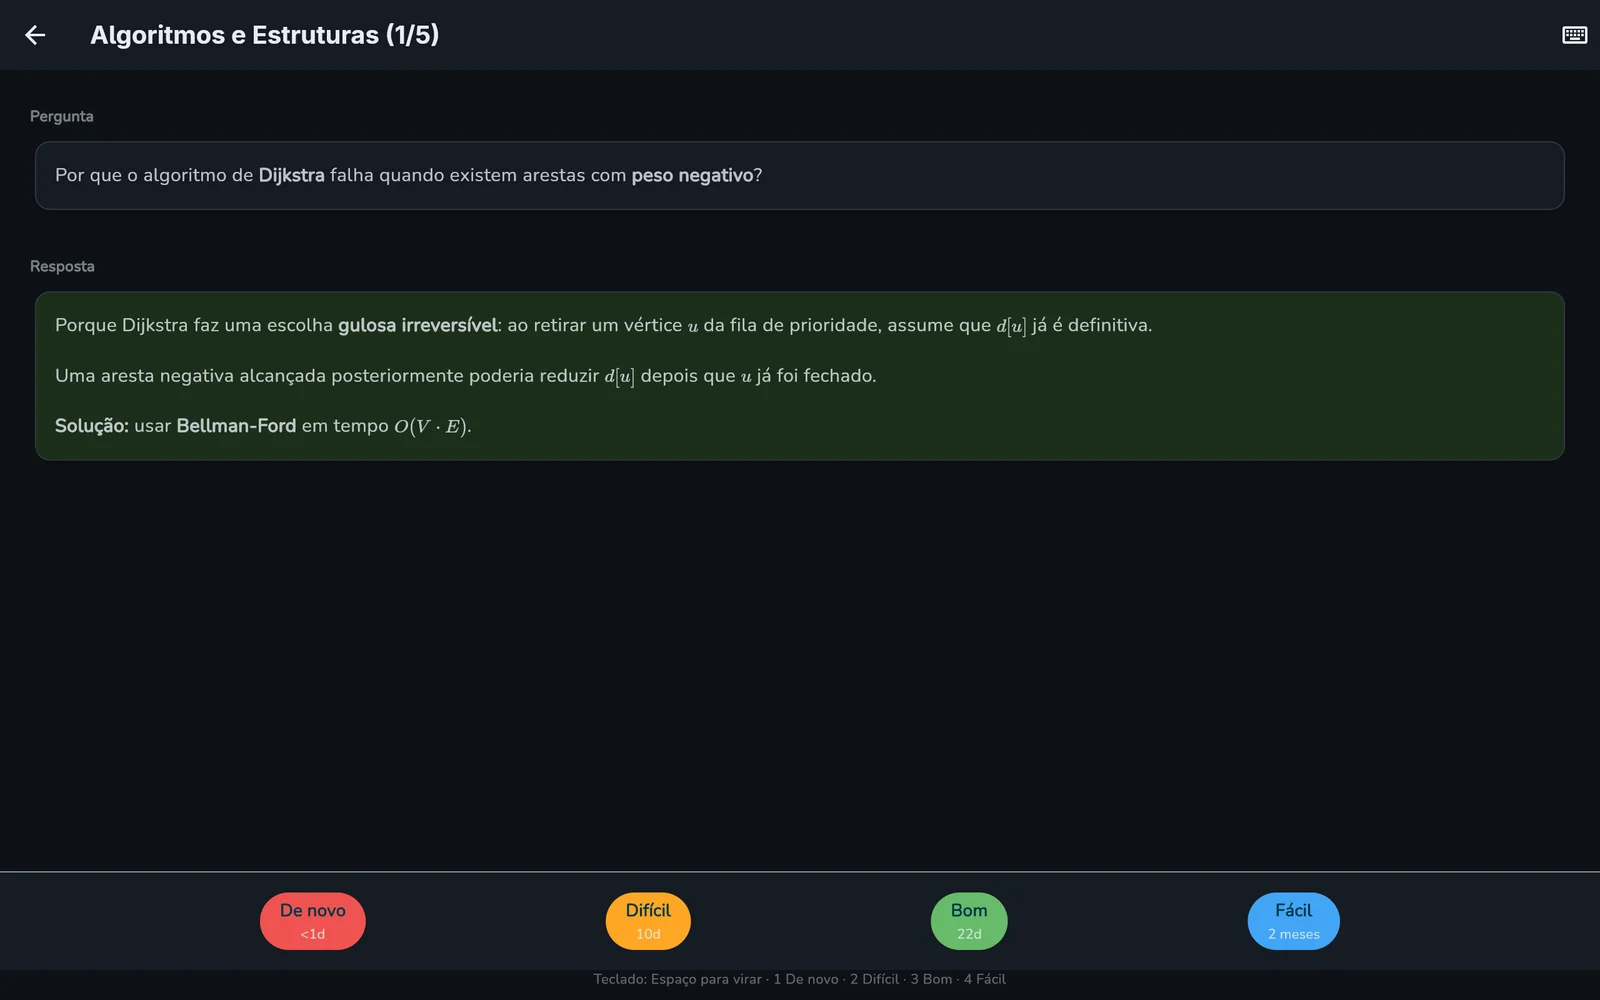 Algoritmos e Estruturas (1/5)
Pergunta
Por que o algoritmo de Dijkstra falha quando existem arestas com peso negativo?
Resposta
Porque Dijkstra faz uma escolha gulosa irreversível: ao retirar um vértice u da fila de prioridade, assume que d[u] já é definitiva.
Uma aresta negativa alcançada posteriormente poderia reduzir d[u] depois que u já foi fechado.
Solução: usar Bellman-Ford em tempo O(V · E).
De novo
<1d
Difícil
10d
Bom
22d
Fácil
2 meses
Teclado: Espaço para virar · 1 De novo · 2 Difícil · 3 Bom · 4 Fácil